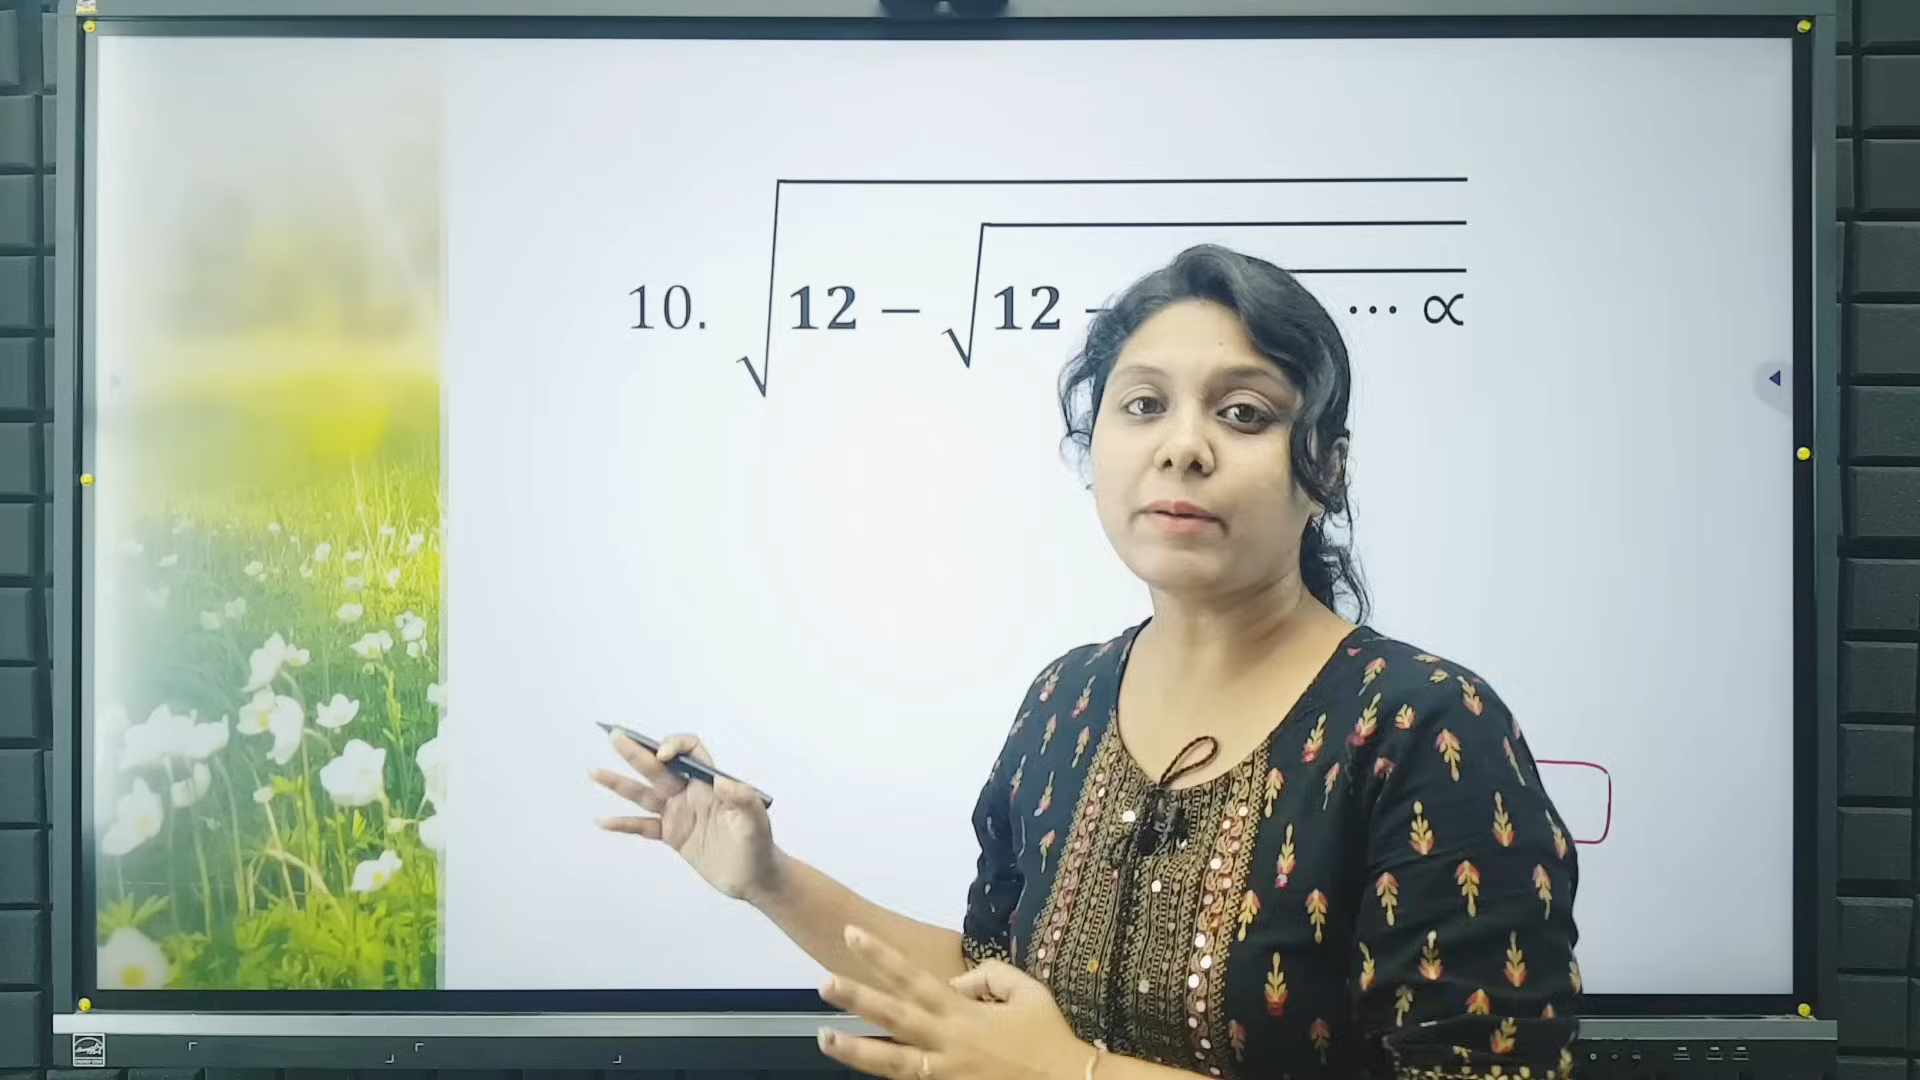 10. √12 − √12 - ⋯ ∝